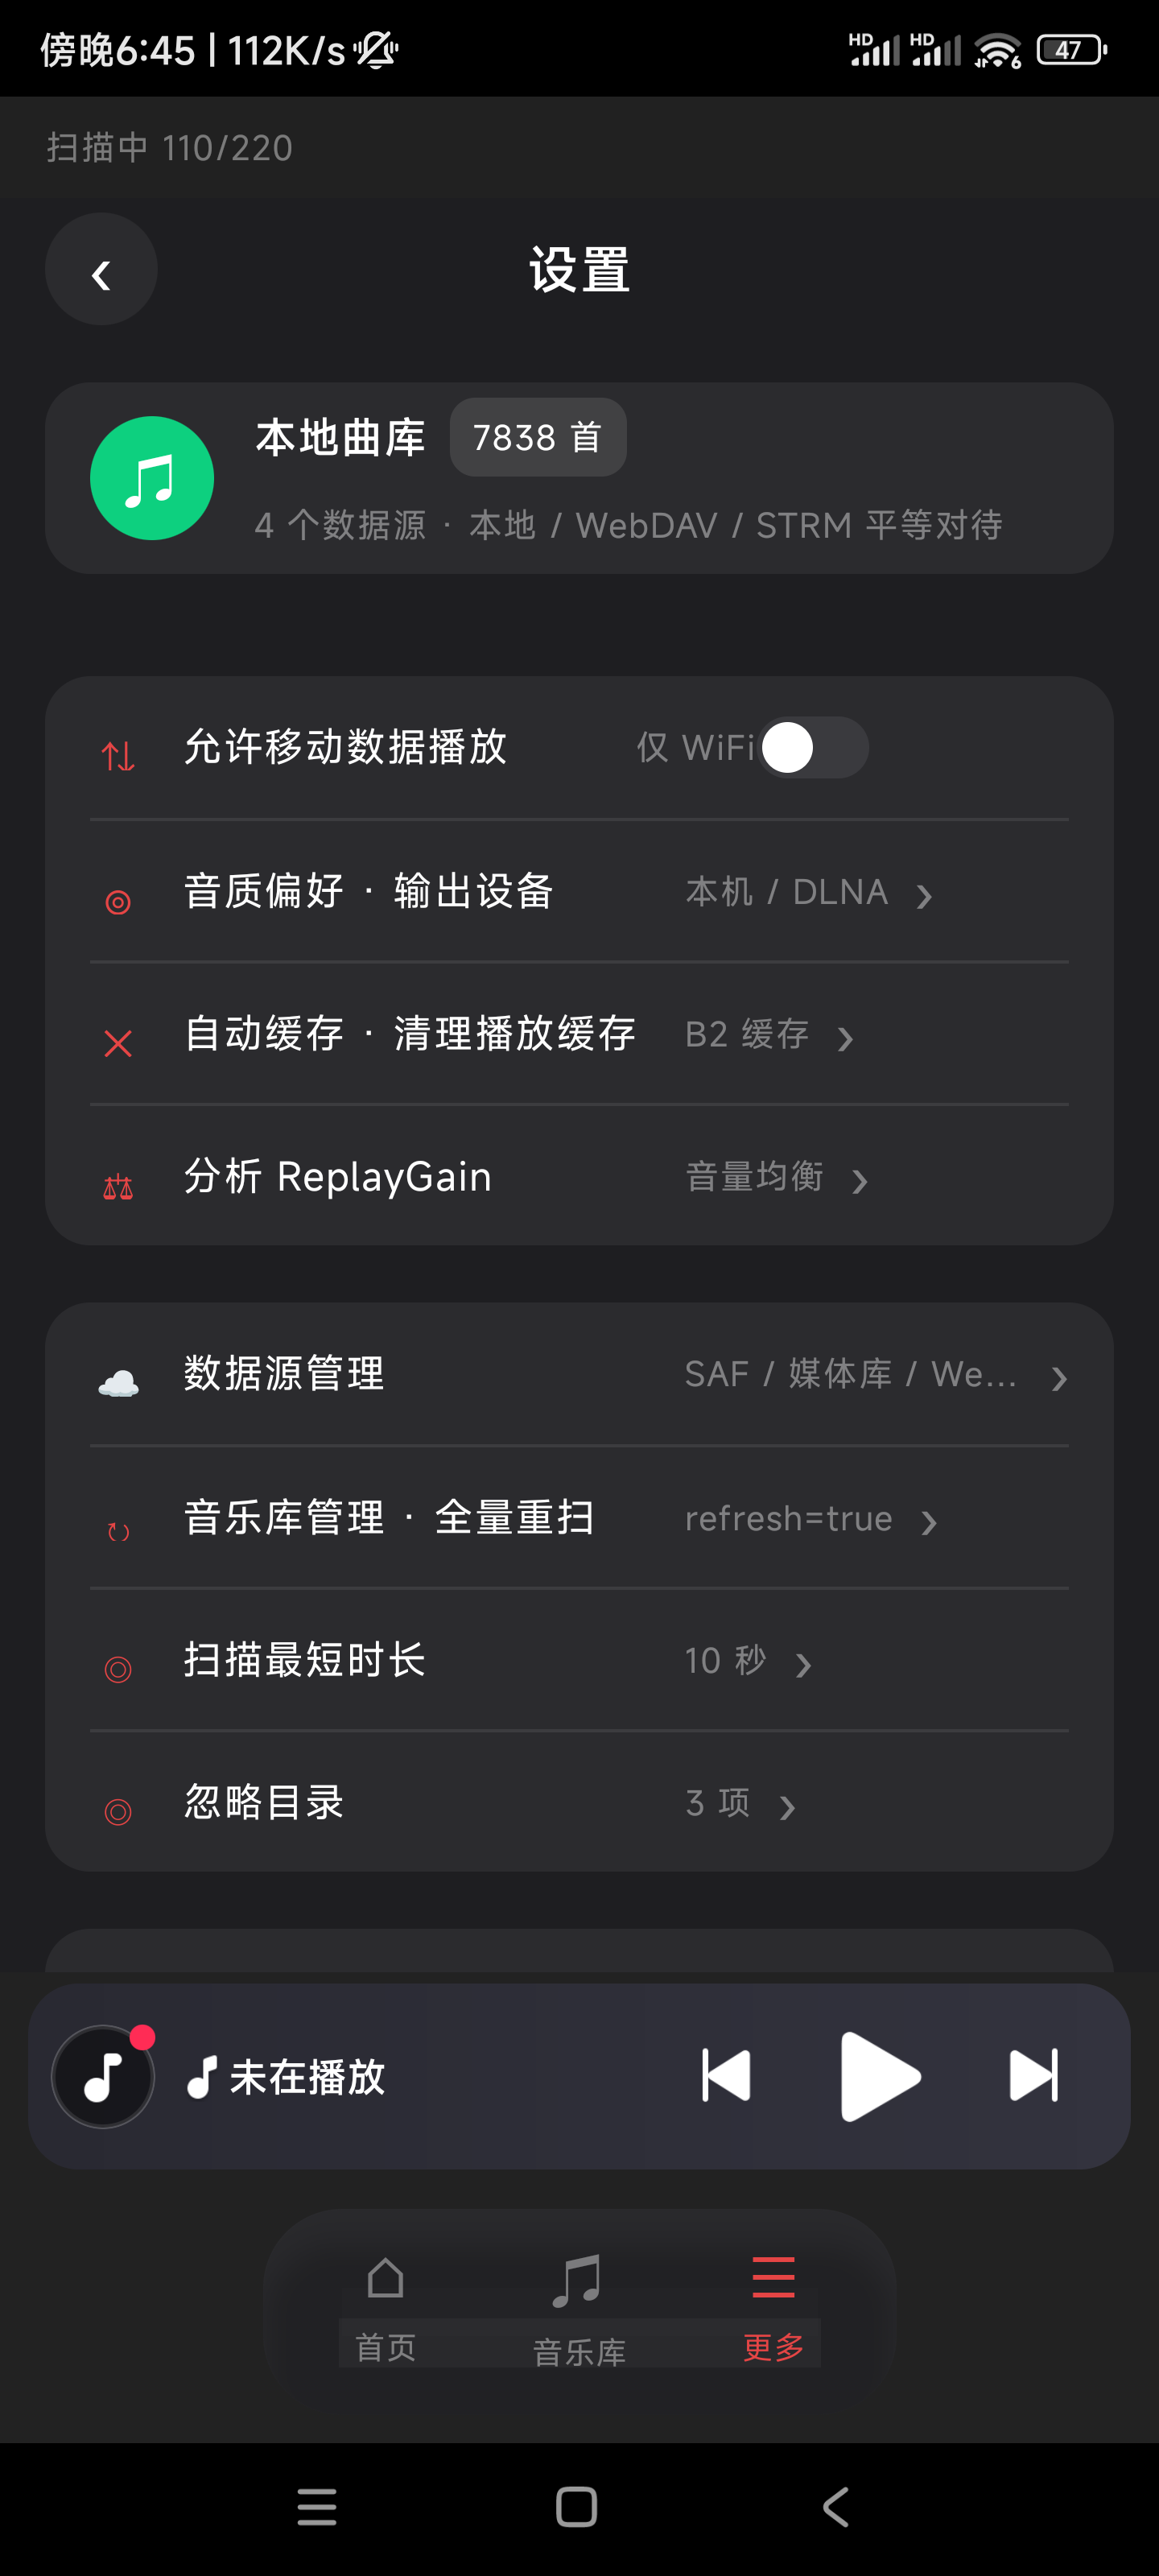 傍晚6:45 | 112K/s
HD HD 6 47
扫描中 110/220
设置
本地曲库 7838 首
4 个数据源 · 本地 / WebDAV / STRM 平等对待
允许移动数据播放 仅 WiFi
音质偏好 · 输出设备 本机 / DLNA
自动缓存 · 清理播放缓存 B2 缓存
分析 ReplayGain 音量均衡
数据源管理 SAF / 媒体库 / We...
音乐库管理 · 全量重扫 refresh=true
扫描最短时长 10 秒
忽略目录 3 项
未在播放
首页 音乐库 更多